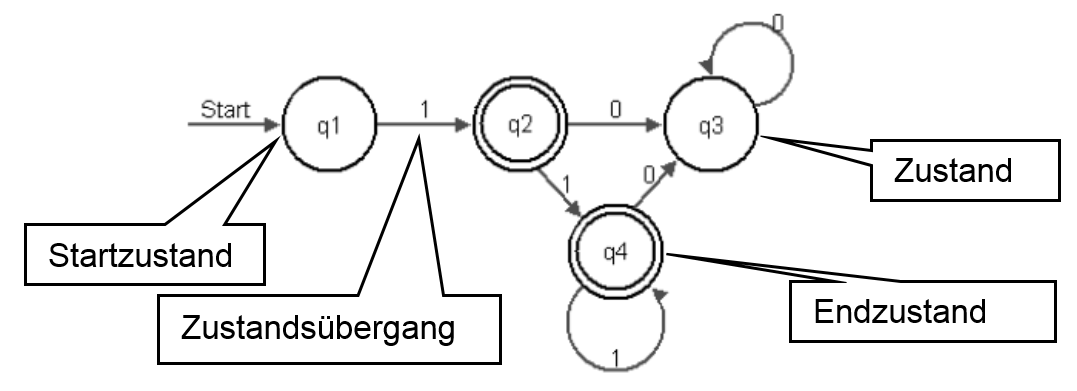 0
Start
q1
1
q2
0
q3
Zustand
1
0
Startzustand
q4
Zustandsübergang
Endzustand
1